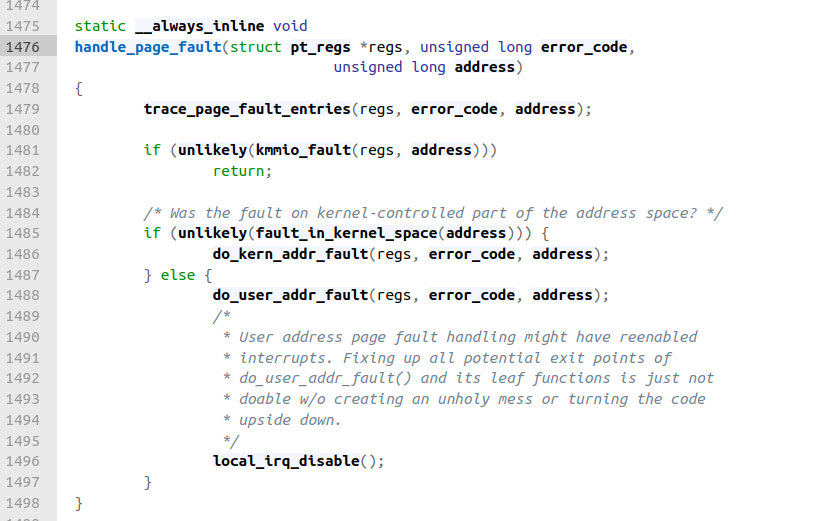 1474
1475 static __always_inline void
1476 handle_page_fault(struct pt_regs *regs, unsigned long error_code,
1477                               unsigned long address)
1478 {
1479         trace_page_fault_entries(regs, error_code, address);
1480
1481         if (unlikely(kmmio_fault(regs, address)))
1482                 return;
1483
1484         /* Was the fault on kernel-controlled part of the address space? */
1485         if (unlikely(fault_in_kernel_space(address))) {
1486                 do_kern_addr_fault(regs, error_code, address);
1487         } else {
1488                 do_user_addr_fault(regs, error_code, address);
1489                 /*
1490                  * User address page fault handling might have reenabled
1491                  * interrupts. Fixing up all potential exit points of
1492                  * do_user_addr_fault() and its leaf functions is just not
1493                  * doable w/o creating an unholy mess or turning the code
1494                  * upside down.
1495                  */
1496                 local_irq_disable();
1497         }
1498 }